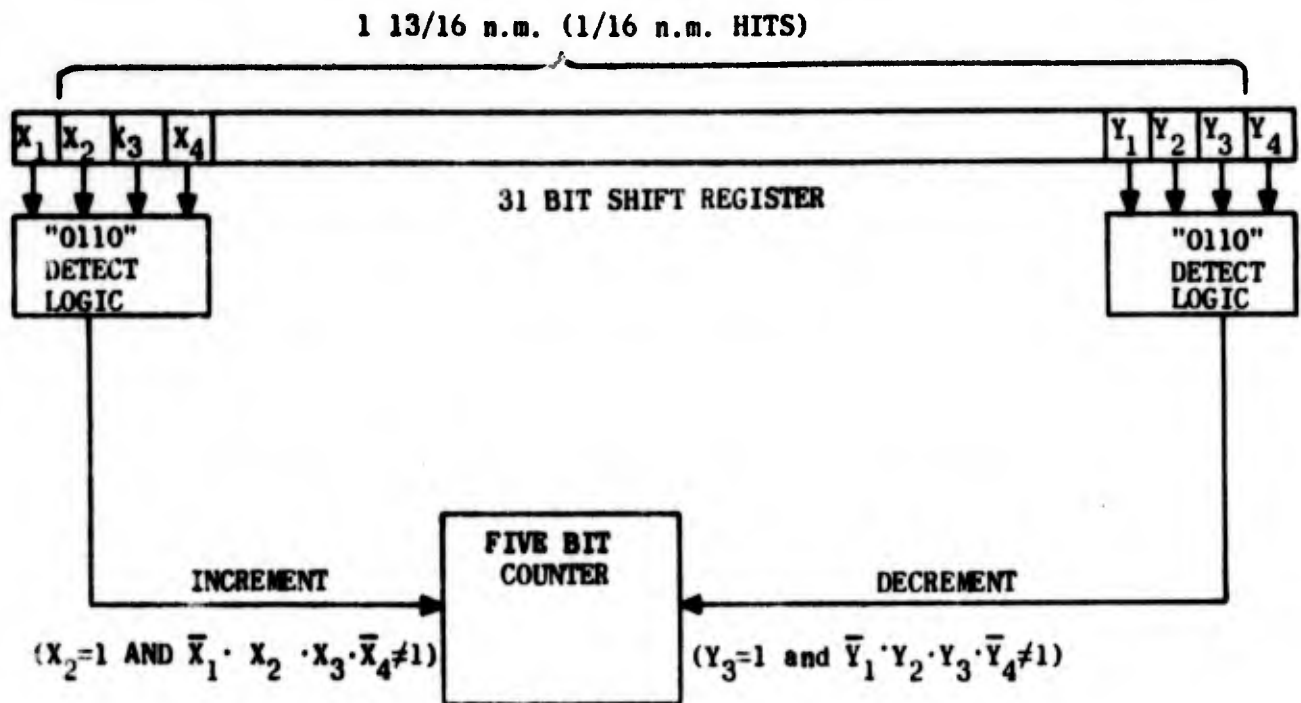 1 13/16 n.m. (1/16 n.m. HITS)
X₁ X₂ X₃ X₄ Y₁ Y₂ Y₃ Y₄
31 BIT SHIFT REGISTER
"0110"
DETECT
LOGIC
"0110"
DETECT
LOGIC
FIVE BIT
COUNTER
INCREMENT
DECREMENT
(X₂=1 AND X̅₁· X₂ ·X₃·X̅₄≠1)
(Y₃=1 and Y̅₁·Y₂·Y₃·Y̅₄≠1)